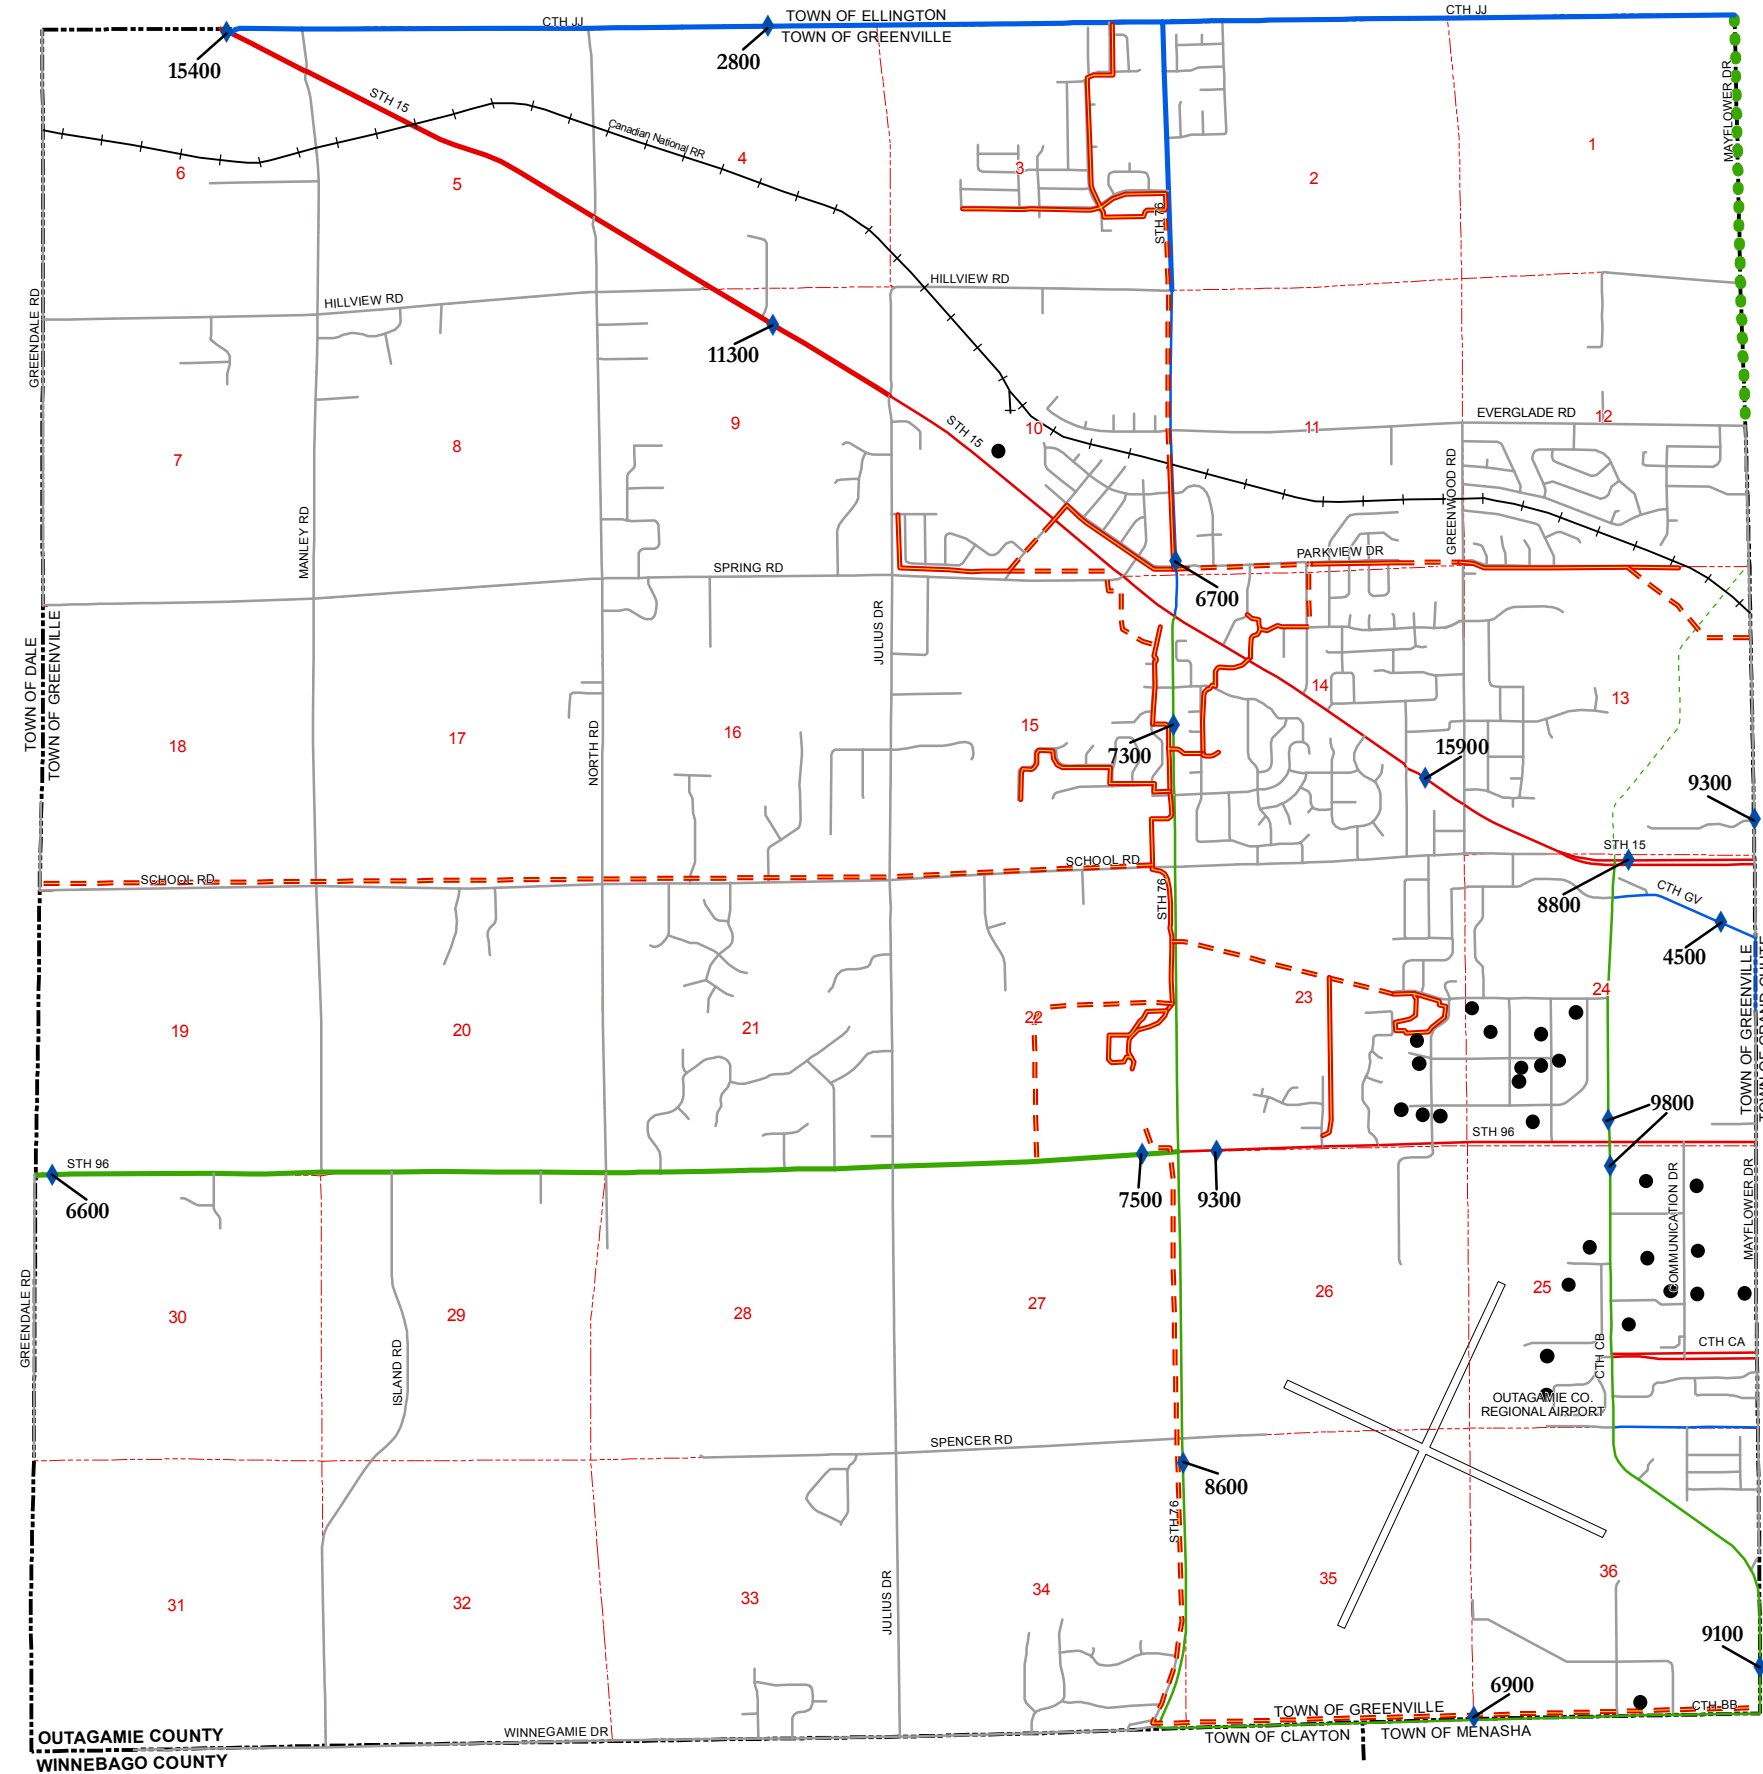 CTH JJ
TOWN OF ELLINGTON
TOWN OF GREENVILLE
CTH JJ
15400
2800
STH 15
MAYFLOWER DR
Canadian National RR
6
5
4
3
2
1
STH 76
GREENDALE RD
HILLVIEW RD
HILLVIEW RD
11300
7
8
9
10
11
12
STH 15
EVERGLADE RD
GREENWOOD RD
MANLEY RD
SPRING RD
PARKVIEW DR
6700
JULIUS DR
TOWN OF DALE
TOWN OF GREENVILLE
18
17
16
15
14
13
NORTH RD
7300
15900
9300
SCHOOL RD
SCHOOL RD
STH 15
STH 76
8800
CTH GV
4500
TOWN OF GREENVILLE
19
20
21
22
23
24
9800
STH 96
STH 96
6600
7500
9300
COMMUNICATION DR
MAYFLOWER DR
GREENDALE RD
30
29
28
27
26
25
ISLAND RD
CTH CB
CTH CA
OUTAGAMIE CO.
REGIONAL AIRPORT
SPENCER RD
8600
STH 76
31
32
33
34
35
36
JULIUS DR
9100
6900
CTH BB
TOWN OF GREENVILLE
OUTAGAMIE COUNTY
WINNEGAMIE DR
TOWN OF CLAYTON
TOWN OF MENASHA
WINNEBAGO COUNTY